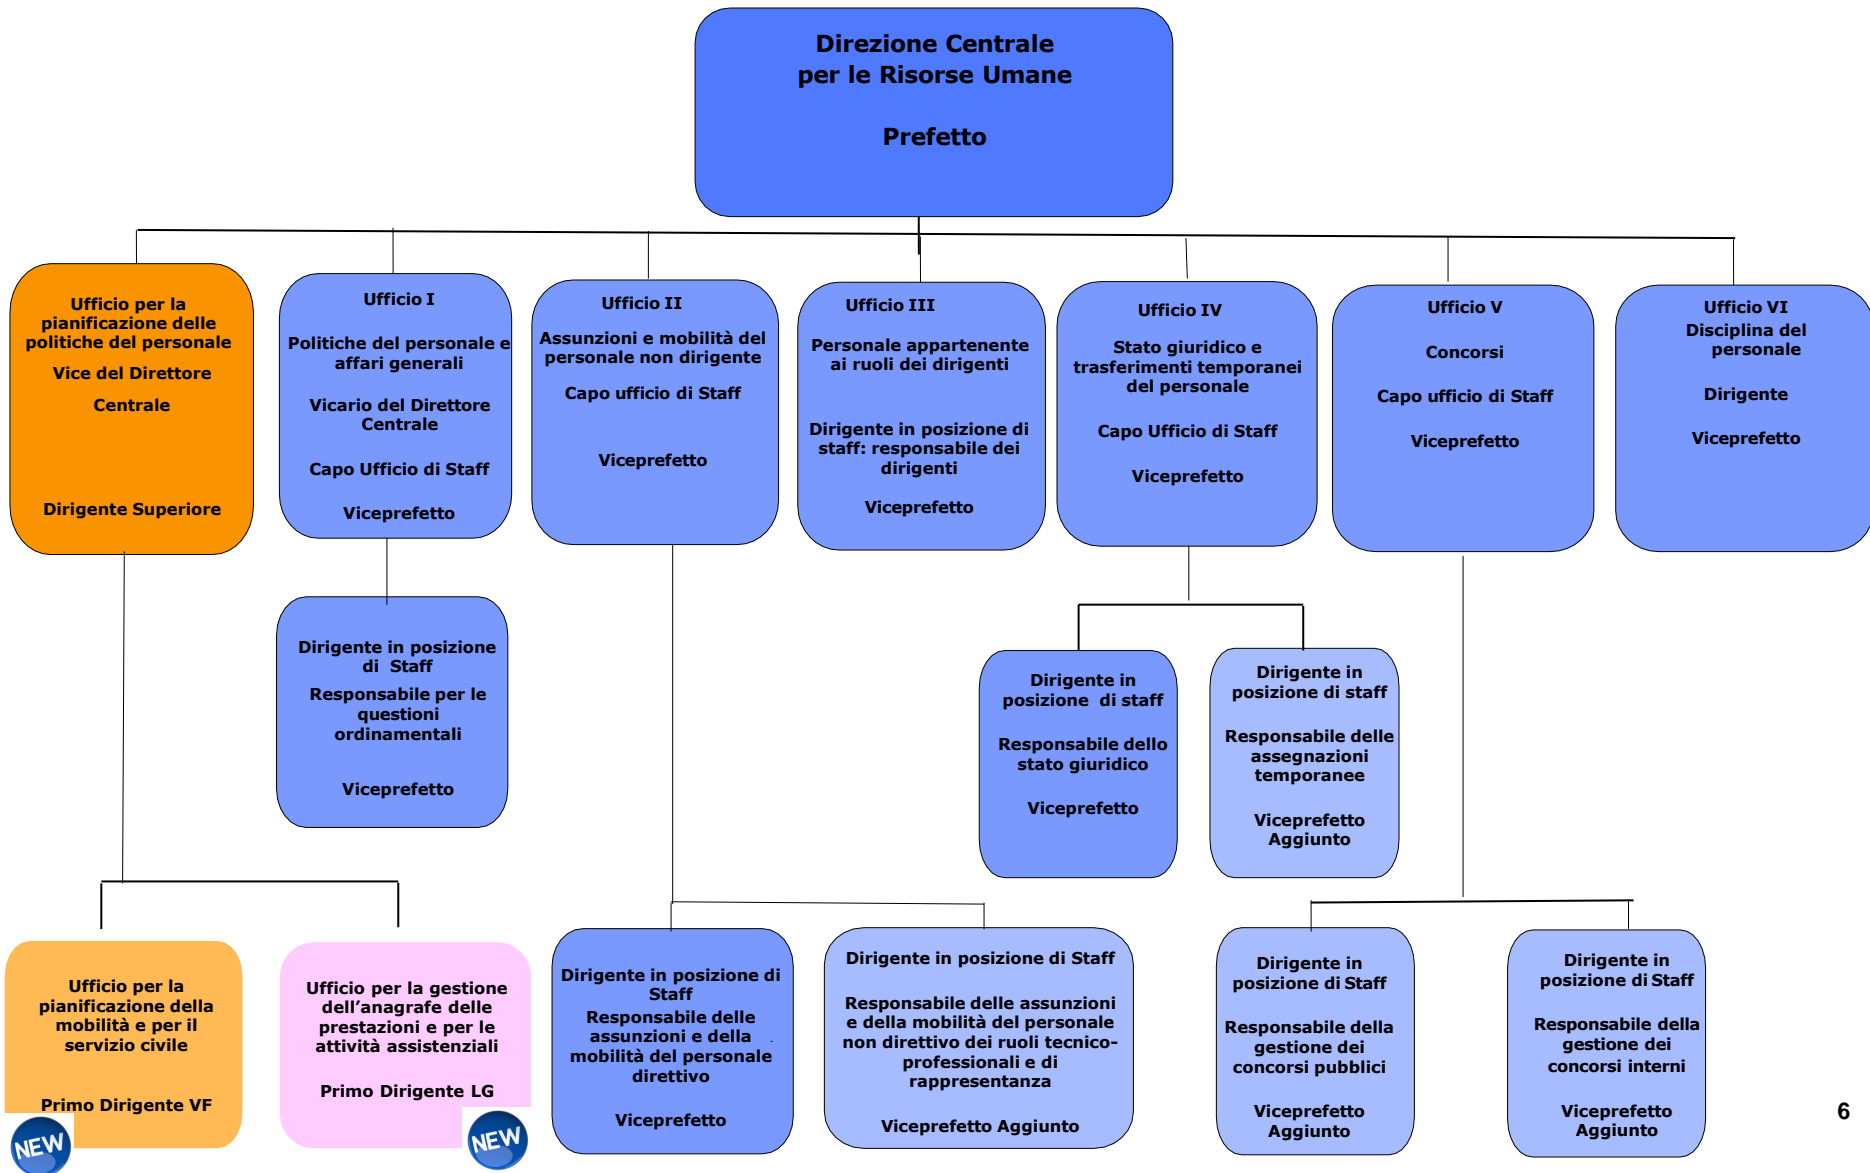 Direzione Centrale
per le Risorse Umane
Prefetto
Ufficio per la
pianificazione delle
politiche del personale
Vice del Direttore
Centrale
Dirigente Superiore
Ufficio I
Politiche del personale e
affari generali
Vicario del Direttore
Centrale
Capo Ufficio di Staff
Viceprefetto
Ufficio II
Assunzioni e mobilità del
personale non dirigente
Capo ufficio di Staff
Viceprefetto
Ufficio III
Personale appartenente
ai ruoli dei dirigenti
Dirigente in posizione di
staff: responsabile dei
dirigenti
Viceprefetto
Ufficio IV
Stato giuridico e
trasferimenti temporanei
del personale
Capo Ufficio di Staff
Viceprefetto
Ufficio V
Concorsi
Capo ufficio di Staff
Viceprefetto
Ufficio VI
Disciplina del
personale
Dirigente
Viceprefetto
Dirigente in posizione
di Staff
Responsabile per le
questioni
ordinamentali
Viceprefetto
Dirigente in
posizione di staff
Responsabile dello
stato giuridico
Viceprefetto
Dirigente in
posizione di staff
Responsabile delle
assegnazioni
temporanee
Viceprefetto
Aggiunto
Ufficio per la
pianificazione della
mobilità e per il
servizio civile
Primo Dirigente VF
NEW
Ufficio per la gestione
dell’anagrafe delle
prestazioni e per le
attività assistenziali
Primo Dirigente LG
NEW
Dirigente in posizione di
Staff
Responsabile delle
assunzioni e della .
mobilità del personale
direttivo
Viceprefetto
Dirigente in posizione di Staff
Responsabile delle assunzioni
e della mobilità del personale
non direttivo dei ruoli tecnico-
professionali e di
rappresentanza
Viceprefetto Aggiunto
Dirigente in
posizione di Staff
Responsabile della
gestione dei
concorsi pubblici
Viceprefetto
Aggiunto
Dirigente in
posizione di Staff
Responsabile della
gestione dei
concorsi interni
Viceprefetto
Aggiunto
6